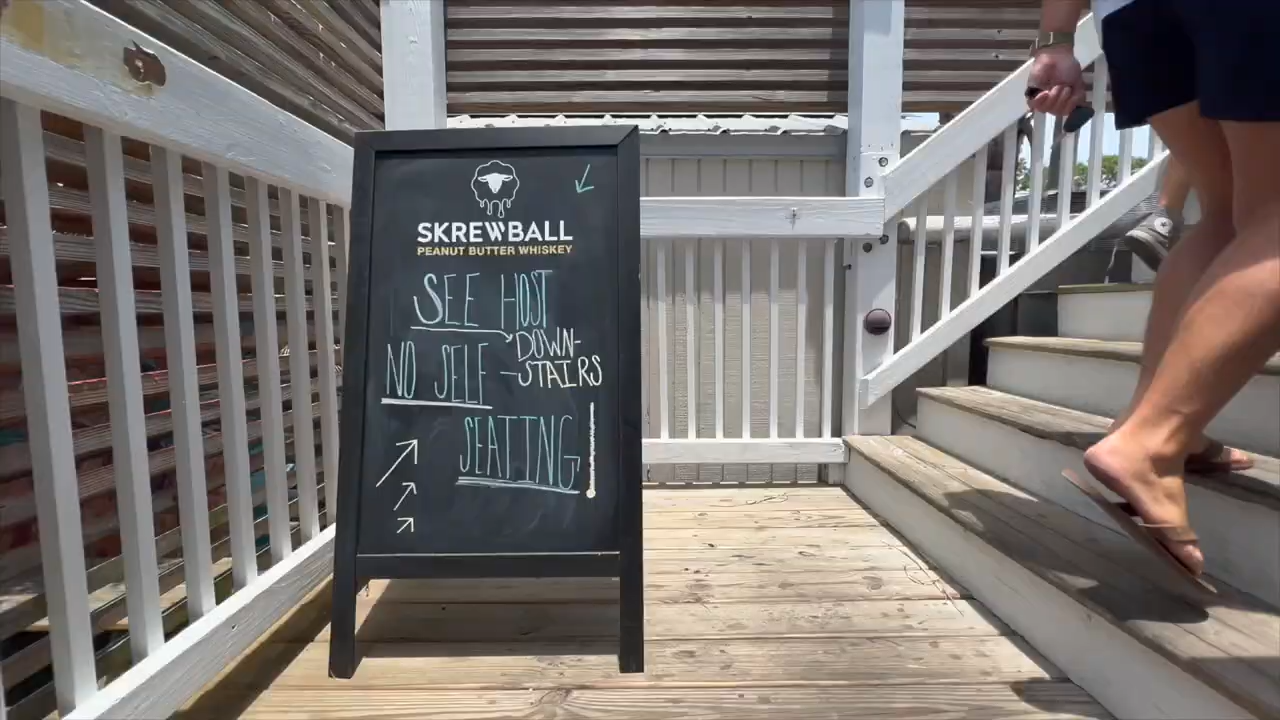 SKREWBALL
PEANUT BUTTER WHISKEY
SEE HOST
DOWN-
STAIRS
NO SELF-
SEATING!